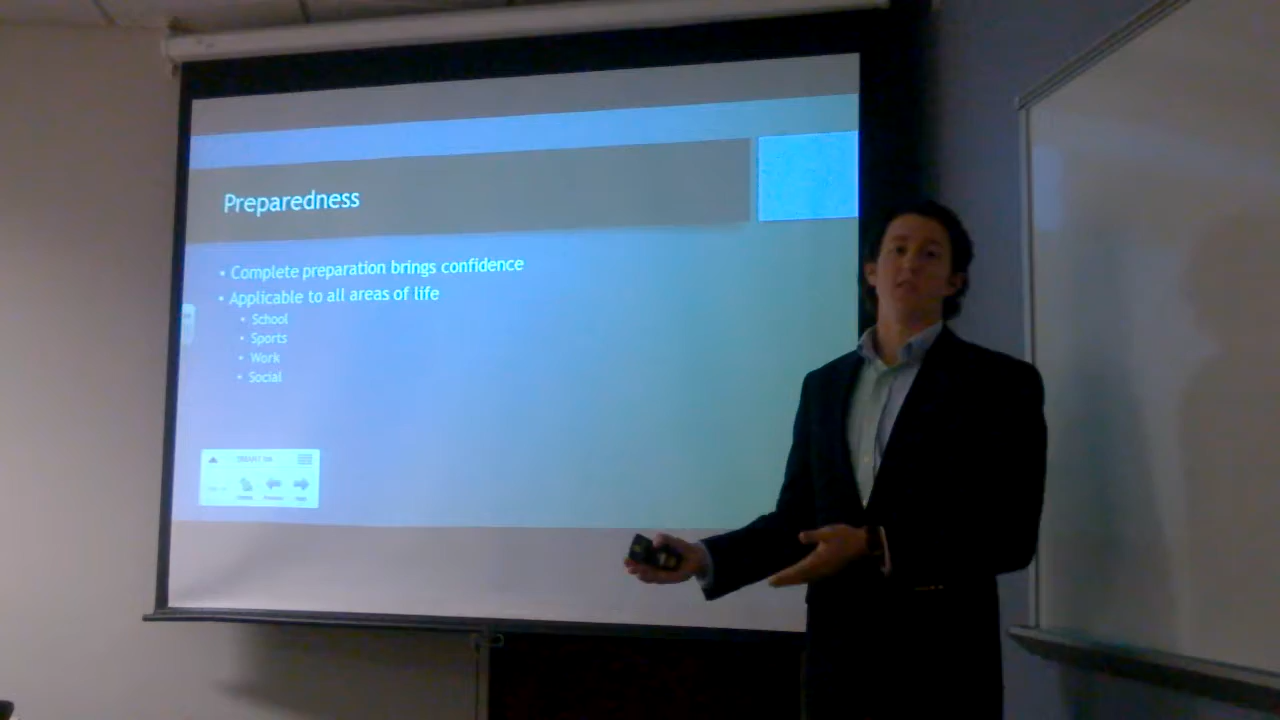 Preparedness
• Complete preparation brings confidence
• Applicable to all areas of life
• School
• Sports
• Work
• Social